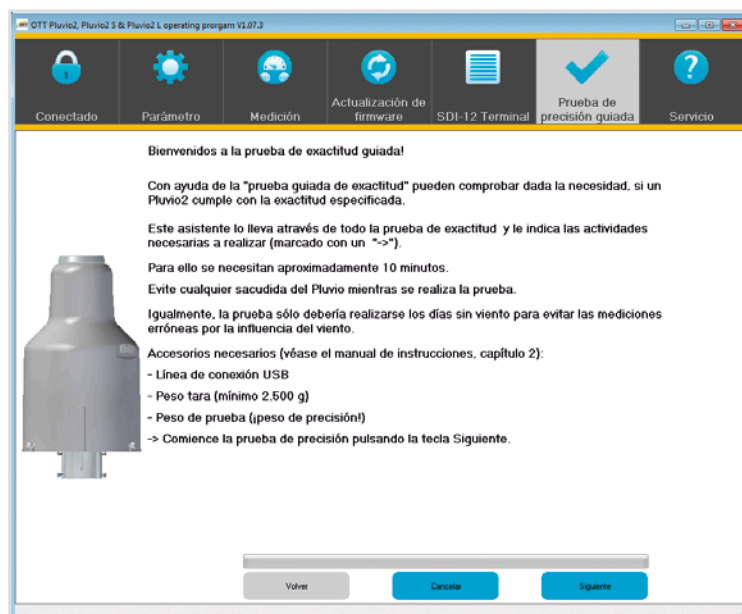 OTT Pluvio2, Pluvio2 S & Pluvio2 L operating prorgam V1.07.3
Conectado
Parámetro
Medición
Actualización de
firmware
SDI-12 Terminal
Prueba de
precisión guiada
Servicio
Bienvenidos a la prueba de exactitud guiada!
Con ayuda de la "prueba guiada de exactitud" pueden comprobar dada la necesidad, si un
Pluvio2 cumple con la exactitud especificada.
Este asistente lo lleva através de todo la prueba de exactitud y le indica las actividades
necesarias a realizar (marcado con un "->").
Para ello se necesitan aproximadamente 10 minutos.
Evite cualquier sacudida del Pluvio mientras se realiza la prueba.
Igualmente, la prueba sólo debería realizarse los días sin viento para evitar las mediciones
erróneas por la influencia del viento.
Accesorios necesarios (véase el manual de instrucciones, capítulo 2):
- Línea de conexión USB
- Peso tara (mínimo 2.500 g)
- Peso de prueba (¡peso de precisión!)
-> Comience la prueba de precisión pulsando la tecla Siguiente.
Volver
Cancelar
Siguiente